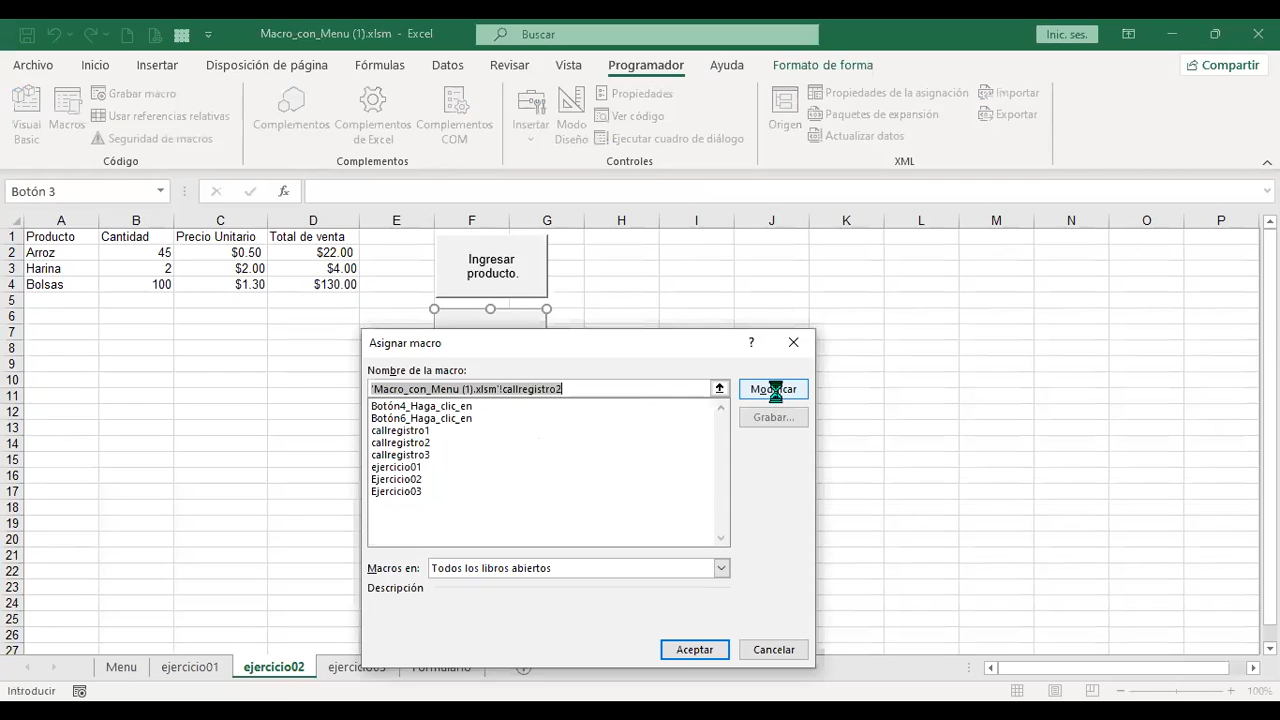 Macro_con_Menu (1).xlsm - Excel
Buscar
Inic. ses.
Archivo Inicio Insertar Disposición de página Fórmulas Datos Revisar Vista Programador Ayuda Formato de forma Compartir
Visual Basic
Macros
Grabar macro
Usar referencias relativas
Seguridad de macros
Código
Complementos
Complementos de Excel
Complementos COM
Complementos
Insertar
Modo Diseño
Propiedades
Ver código
Ejecutar cuadro de diálogo
Controles
Origen
Propiedades de la asignación
Paquetes de expansión
Actualizar datos
Importar
Exportar
XML
Botón 3
fx
A B C D E F G H I J K L M N O P
1 Producto Cantidad Precio Unitario Total de venta
2 Arroz 45 $0.50 $22.00
3 Harina 2 $2.00 $4.00
4 Bolsas 100 $1.30 $130.00
5
6
7
8
9
10
11
12
13
14
15
16
17
18
19
20
21
22
23
24
25
26
27
Ingresar
producto.
Asignar macro
?
Nombre de la macro:
'Macro_con_Menu (1).xlsm'!callregistro2
Modificar
Grabar...
Botón4_Haga_clic_en
Botón6_Haga_clic_en
callregistro1
callregistro2
callregistro3
ejercicio01
Ejercicio02
Ejercicio03
Macros en: Todos los libros abiertos
Descripción
Aceptar Cancelar
Menu ejercicio01 ejercicio02 ejercicio03 Formulario
Introducir
100%